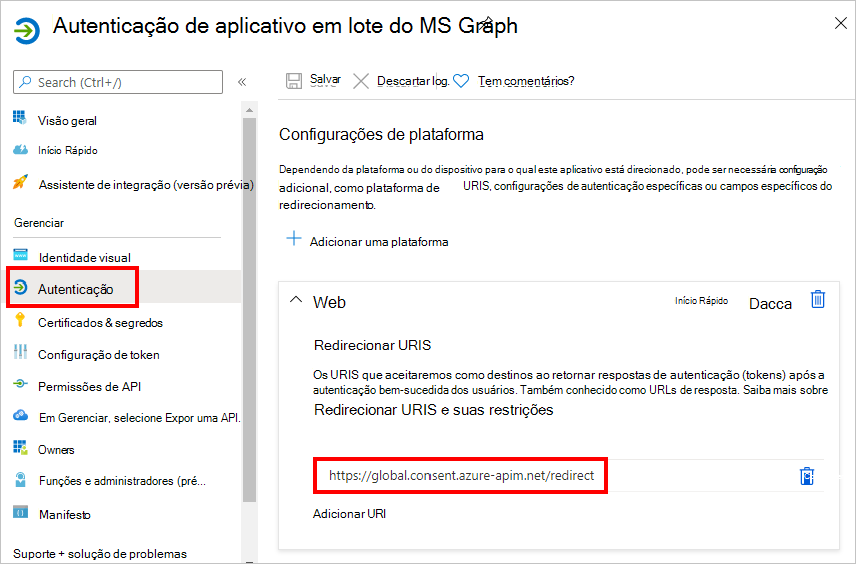 Autenticação de aplicativo em lote do MS Graph
Search (Ctrl+/)
«
Visão geral
Início Rápido
Assistente de integração (versão prévia)
Gerenciar
Identidade visual
Autenticação
Certificados & segredos
Configuração de token
Permissões de API
Em Gerenciar, selecione Expor uma API.
Owners
Funções e administradores (pré...
Manifesto
Suporte + solução de problemas
Salvar
Descartar log.
Tem comentários?
Configurações de plataforma
Dependendo da plataforma ou do dispositivo para o qual este aplicativo está direcionado, pode ser necessária configuração
adicional, como plataforma de URIS, configurações de autenticação específicas ou campos específicos do
redirecionamento.
Adicionar uma plataforma
Web
Início Rápido
Dacca
Redirecionar URIS
Os URIS que aceitaremos como destinos ao retornar respostas de autenticação (tokens) após a
autenticação bem-sucedida dos usuários. Também conhecido como URLs de resposta. Saiba mais sobre
Redirecionar URIS e suas restrições
https://global.consent.azure-apim.net/redirect
Adicionar URI